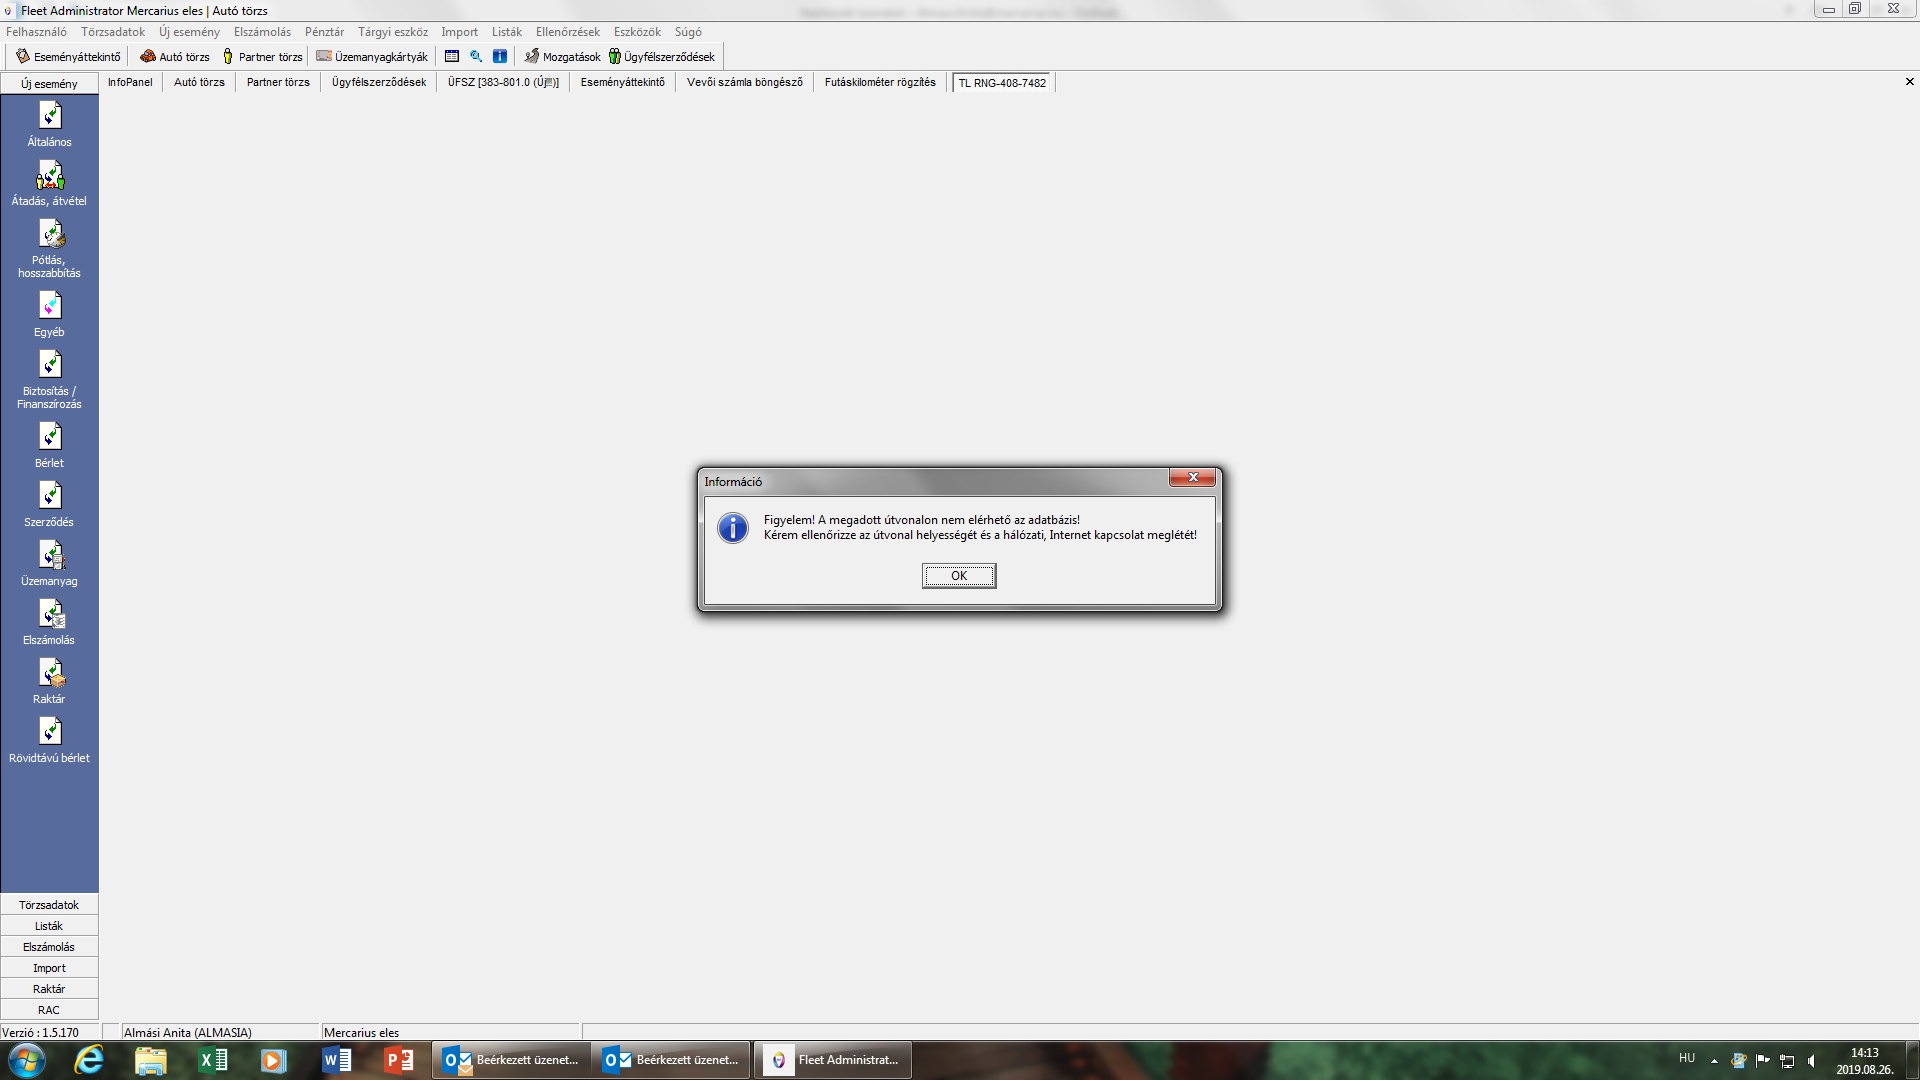 Fleet Administrator Mercarius eles | Autó törzs
Felhasználó Törzsadatok Új esemény Elszámolás Pénztár Tárgyi eszköz Import Listák Ellenőrzések Eszközök Súgó
Eseményáttekintő Autó törzs Partner törzs Üzemanyagkártyák Mozgatások Ügyfélszerződések
Új esemény InfoPanel Autó törzs Partner törzs Ügyfélszerződések ÜFSZ [383-801.0 (Új!!!)] Eseményáttekintő Vevői számla böngésző Futáskilométer rögzítés TL RNG-408-7482
Általános
Átadás, átvétel
Pótlás,
hosszabbítás
Egyéb
Biztosítás /
Finanszírozás
Bérlet
Szerződés
Üzemanyag
Elszámolás
Raktár
Rövidtávú bérlet
Információ
Figyelem! A megadott útvonalon nem elérhető az adatbázis!
Kérem ellenőrizze az útvonal helyességét és a hálózati, Internet kapcsolat meglétét!
OK
Törzsadatok
Listák
Elszámolás
Import
Raktár
RAC
Verzió : 1.5.170 Almási Anita (ALMASIA) Mercarius eles
Beérkezett üzenet... Beérkezett üzenet... Fleet Administrat... HU 14:13
2019.08.26.